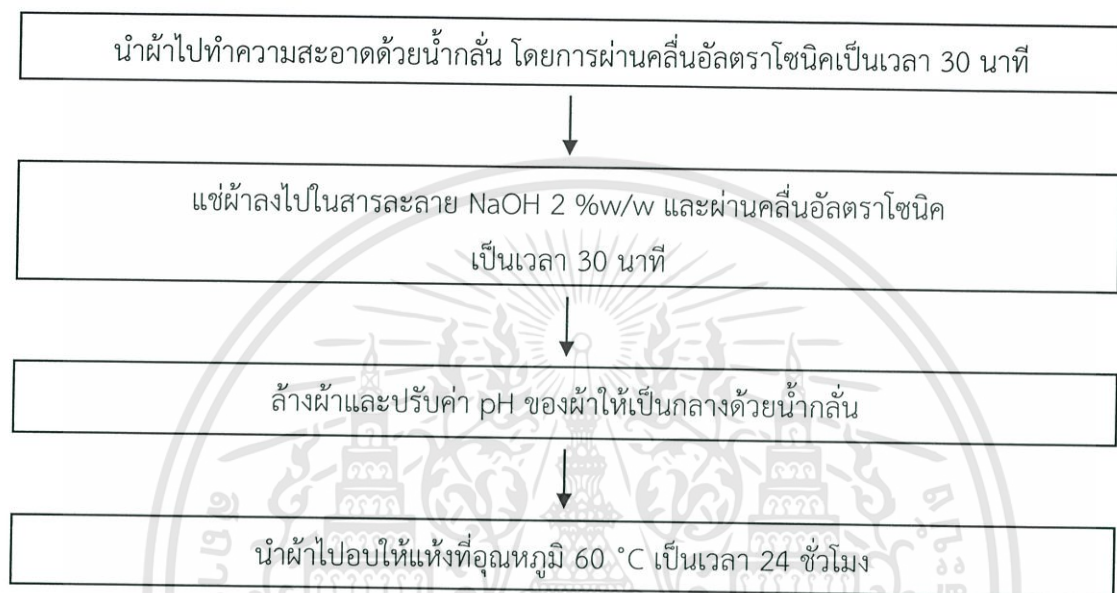 นำผ้าไปทำความสะอาดด้วยน้ำกลั่น โดยการผ่านคลื่นอัลตราโซนิคเป็นเวลา 30 นาที
แช่ผ้าลงไปในสารละลาย NaOH 2 %w/w และผ่านคลื่นอัลตราโซนิค
เป็นเวลา 30 นาที
ล้างผ้าและปรับค่า pH ของผ้าให้เป็นกลางด้วยน้ำกลั่น
นำผ้าไปอบให้แห้งที่อุณหภูมิ 60 °C เป็นเวลา 24 ชั่วโมง